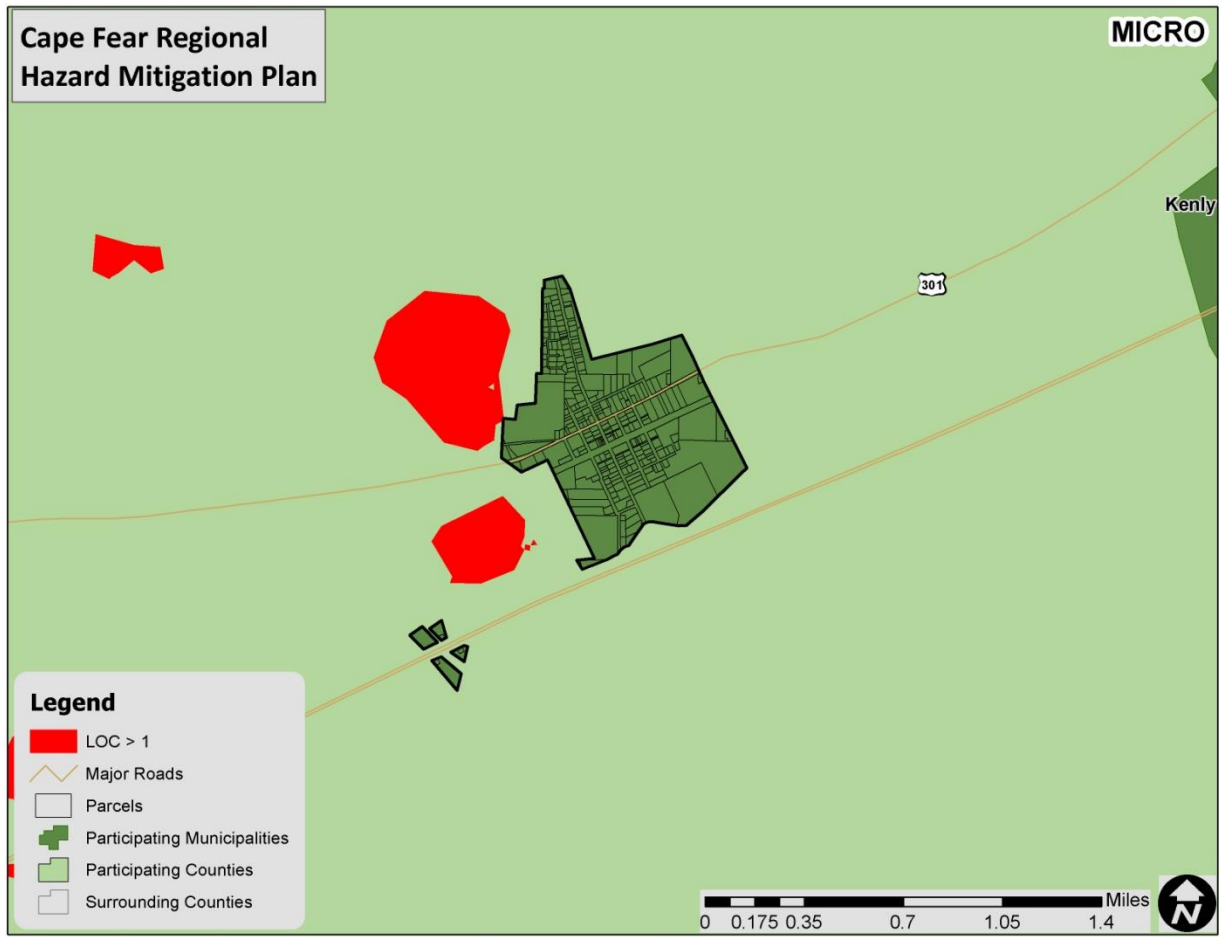 Cape Fear Regional
Hazard Mitigation Plan
MICRO
Kenly
301
Legend
LOC > 1
Major Roads
Parcels
Participating Municipalities
Participating Counties
Surrounding Counties
Miles
0 0.175 0.35 0.7 1.05 1.4
N